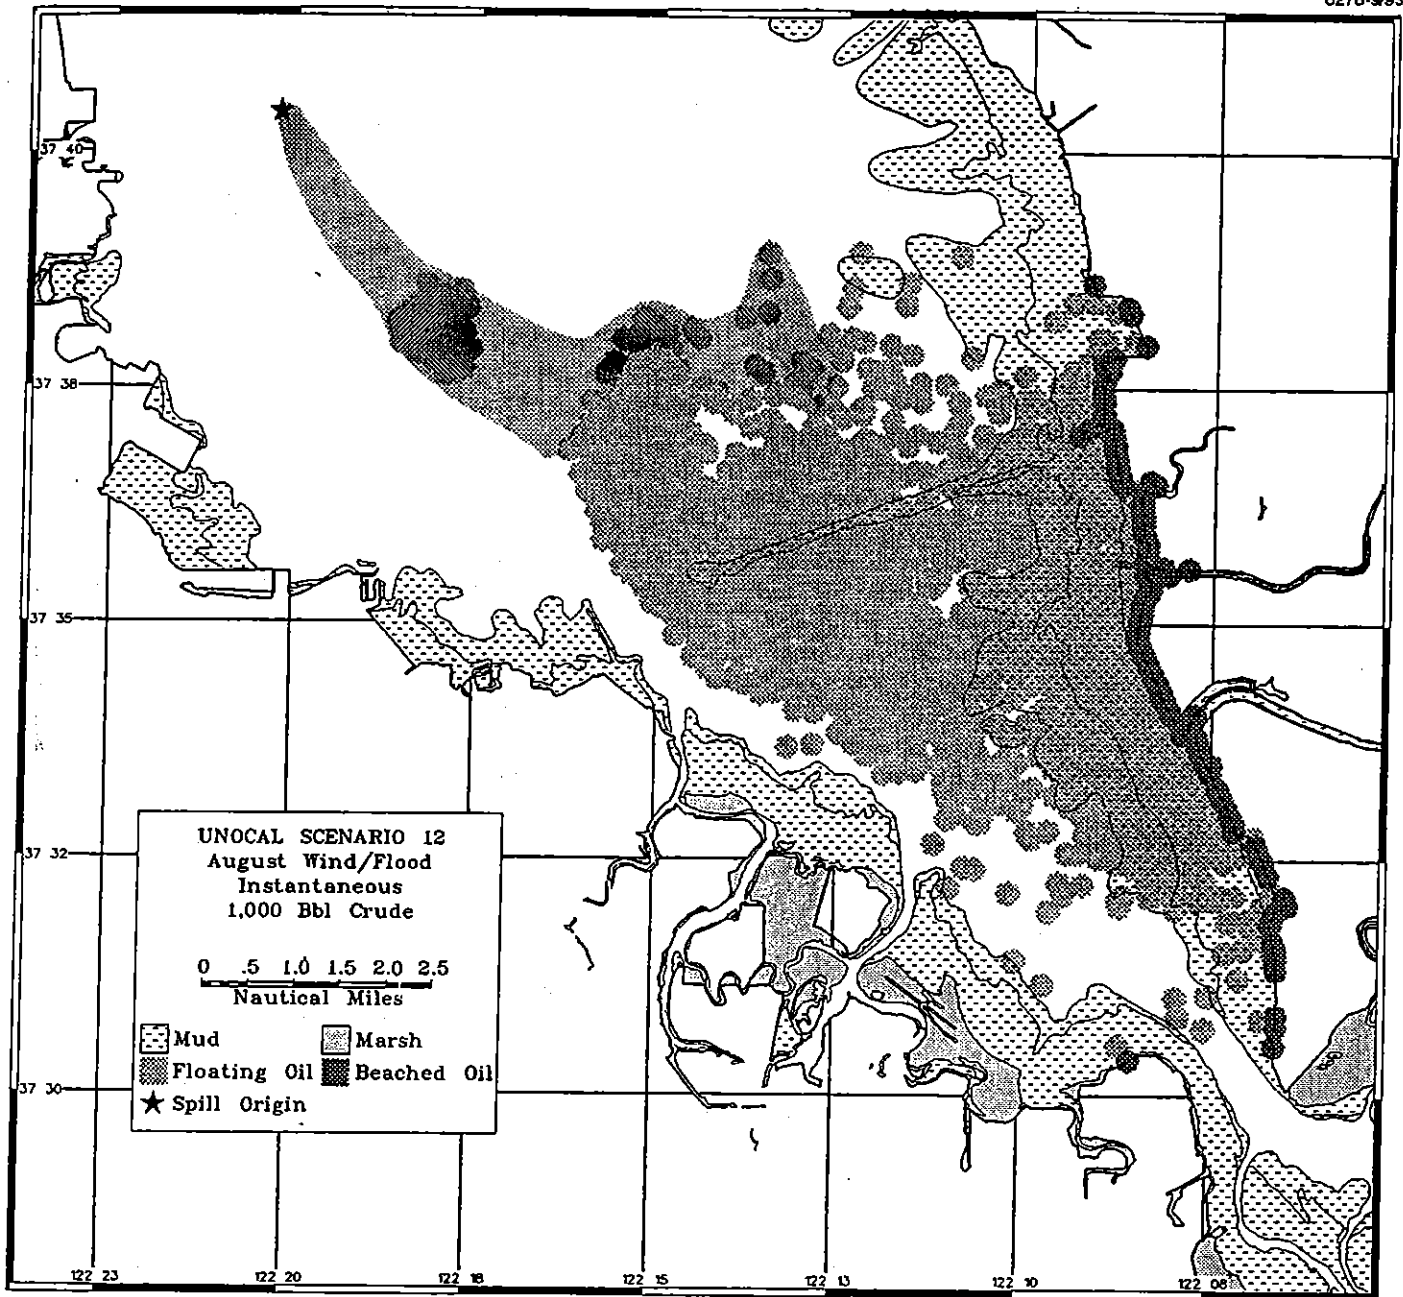 37 40
37 38
37 35
37 32
37 30
UNOCAL SCENARIO 12
August Wind/Flood
Instantaneous
1,000 Bbl Crude
0 .5 1.0 1.5 2.0 2.5
Nautical Miles
Mud Marsh
Floating Oil Beached Oil
Spill Origin
122 23 122 20 122 18 122 15 122 13 122 10 122 08